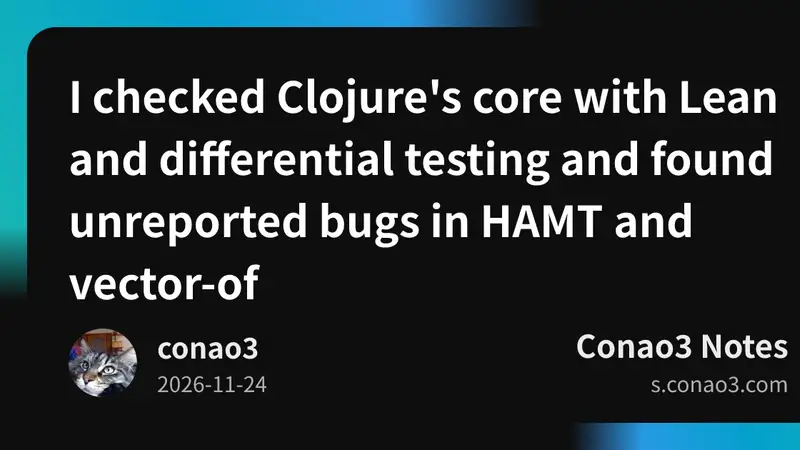 I checked Clojure's core with Lean
and differential testing and found
unreported bugs in HAMT and
vector-of
conao3
Conao3 Notes
2026-11-24
s.conao3.com